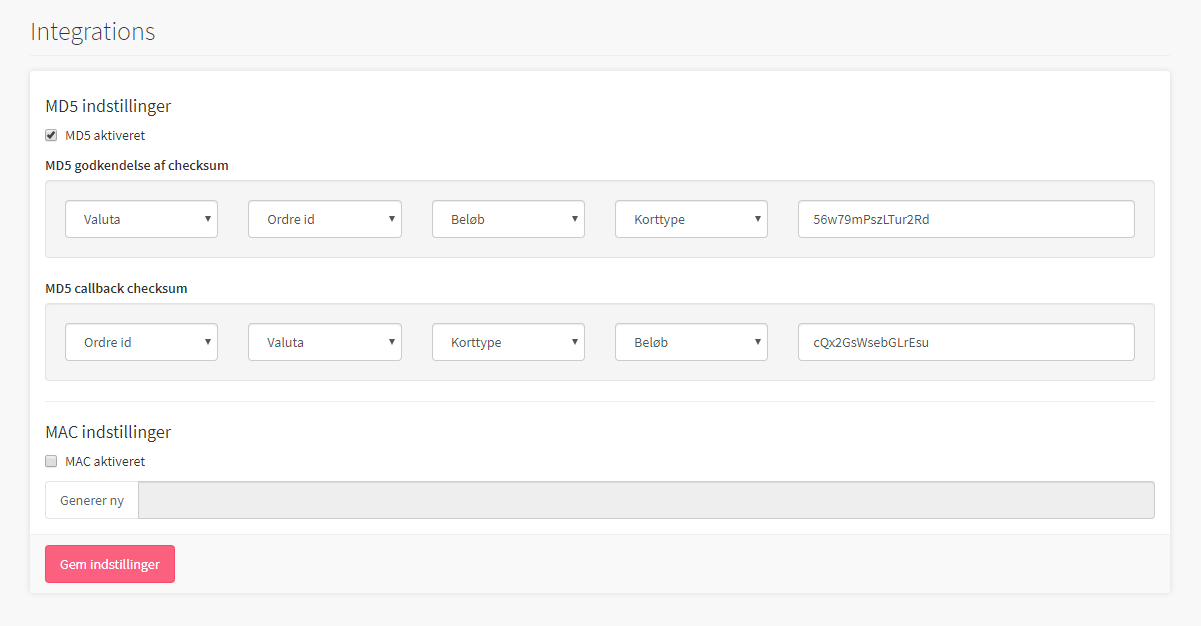 Integrations
MD5 indstillinger
MD5 aktiveret
MD5 godkendelse af checksum
Valuta Ordre id Beløb Korttype 56w79mPszLTur2Rd
MD5 callback checksum
Ordre id Valuta Korttype Beløb cQx2GsWsebGLrEsu
MAC indstillinger
MAC aktiveret
Generer ny
Gem indstillinger